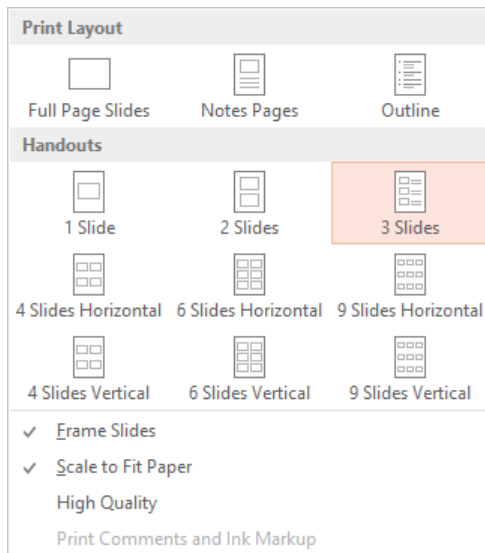 Print Layout
Full Page Slides Notes Pages Outline
Handouts
1 Slide 2 Slides 3 Slides
4 Slides Horizontal 6 Slides Horizontal 9 Slides Horizontal
4 Slides Vertical 6 Slides Vertical 9 Slides Vertical
Frame Slides
Scale to Fit Paper
High Quality
Print Comments and Ink Markup